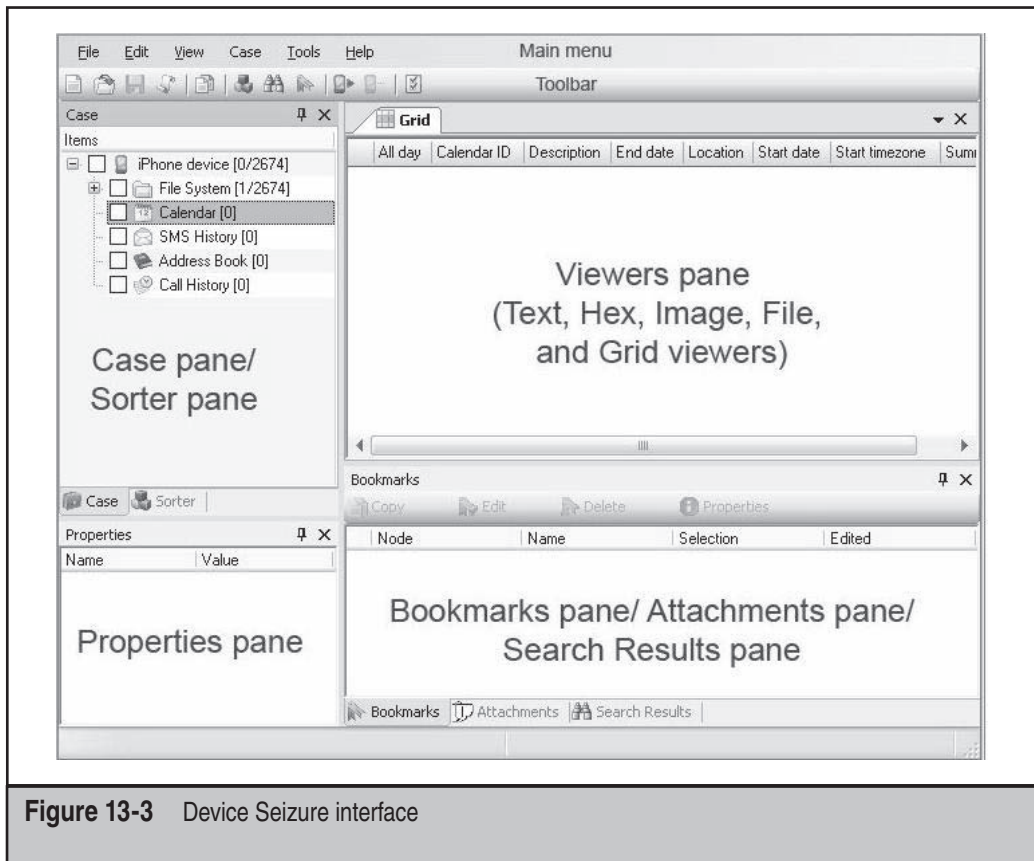 File Edit View Case Tools Help Main menu
Toolbar
Case
Items
iPhone device [0/2674]
File System [1/2674]
Calendar [0]
SMS History [0]
Address Book [0]
Call History [0]
Case pane/
Sorter pane
Case Sorter
Grid
All day Calendar ID Description End date Location Start date Start timezone
Viewers pane
(Text, Hex, Image, File,
and Grid viewers)
Properties
Name Value
Properties pane
Bookmarks
Copy Edit Delete Properties
Node Name Selection Edited
Bookmarks pane/ Attachments pane/
Search Results pane
Bookmarks Attachments Search Results
Figure 13-3 Device Seizure interface